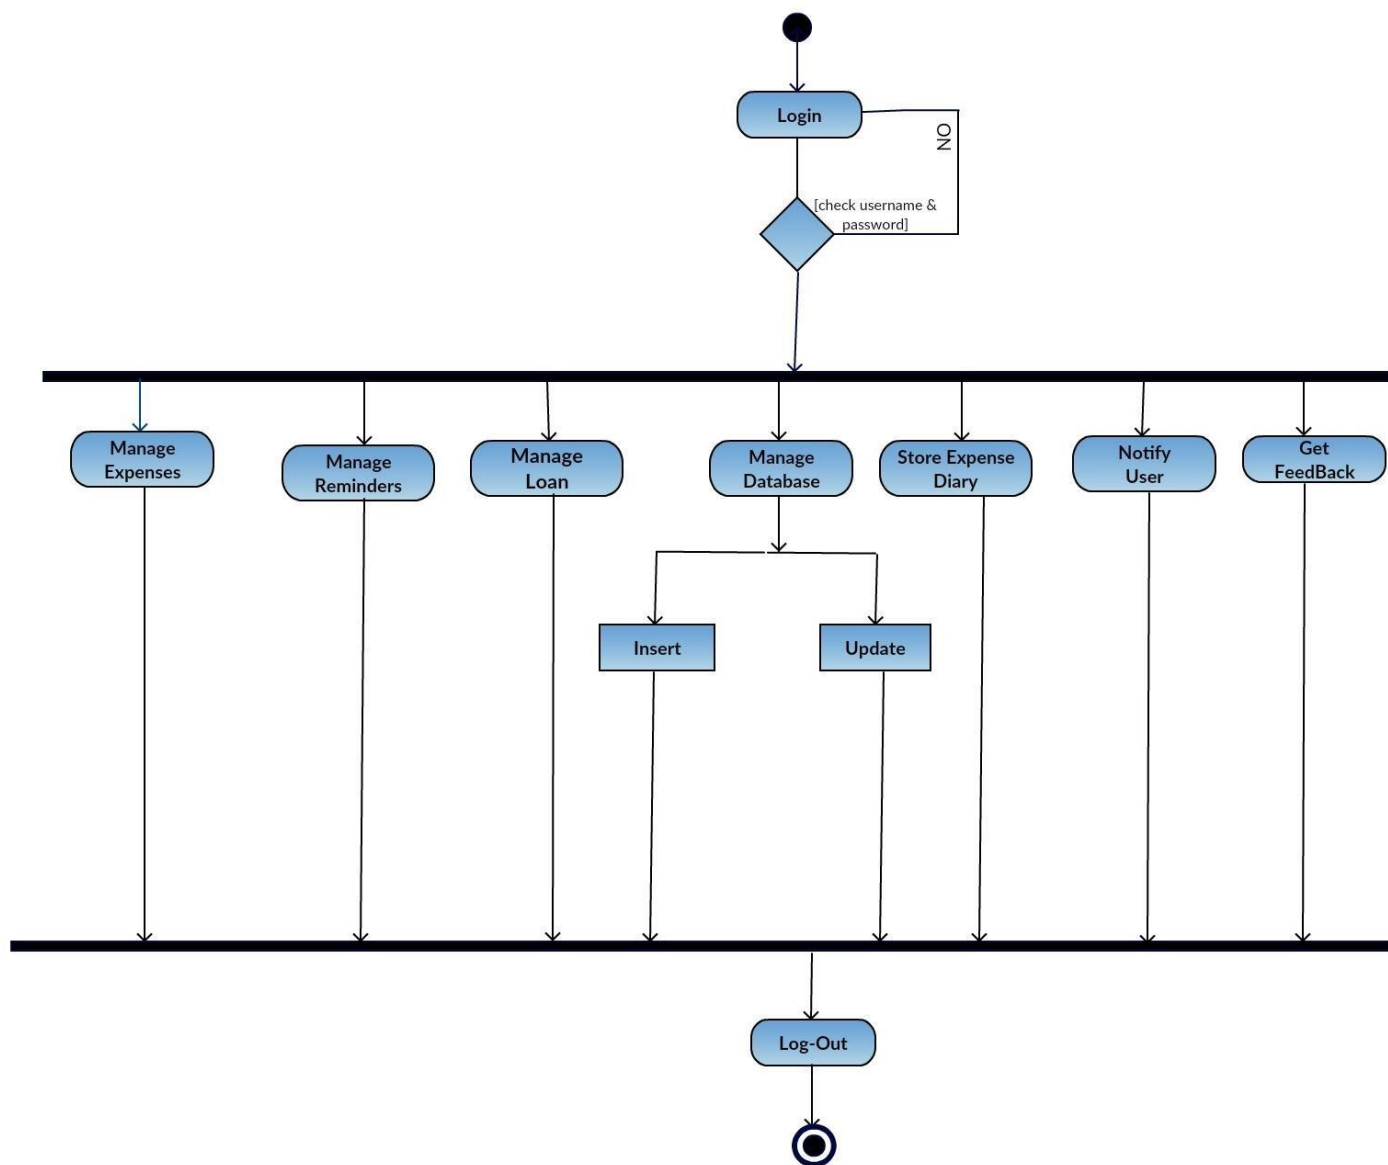 Login
NO
[check username &
password]
Manage
Expenses
Manage
Reminders
Manage
Loan
Manage
Database
Store Expense
Diary
Notify
User
Get
FeedBack
Insert
Update
Log-Out